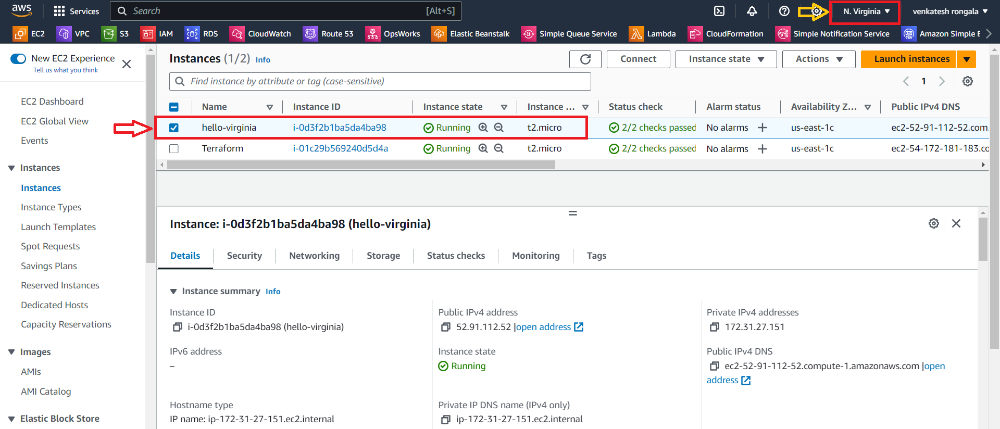 aws
Services
Search
[Alt+S]
N. Virginia
venkatesh rongala
EC2
VPC
S3
IAM
RDS
CloudWatch
Route 53
OpsWorks
Elastic Beanstalk
Simple Queue Service
Lambda
CloudFormation
Simple Notification Service
Amazon Simple E
New EC2 Experience
Tell us what you think
EC2 Dashboard
EC2 Global View
Events
Instances
Instances
Instance Types
Launch Templates
Spot Requests
Savings Plans
Reserved Instances
Dedicated Hosts
Capacity Reservations
Images
AMIs
AMI Catalog
Elastic Block Store
Instances (1/2) Info
Connect
Instance state
Actions
Launch instances
Find instance by attribute or tag (case-sensitive)
1
Name Instance ID Instance state Instance ... Status check Alarm status Availability Z... Public IPv4 DNS
hello-virginia i-0d3f2b1ba5da4ba98 Running t2.micro 2/2 checks passed No alarms + us-east-1c ec2-52-91-112-52.com.
Terraform i-01c29b569240d5d4a Running t2.micro 2/2 checks passed No alarms + us-east-1c ec2-54-172-181-183.co
Instance: i-0d3f2b1ba5da4ba98 (hello-virginia)
Details Security Networking Storage Status checks Monitoring Tags
Instance summary Info
Instance ID
i-0d3f2b1ba5da4ba98 (hello-virginia)
Public IPv4 address
52.91.112.52 |open address
Private IPv4 addresses
172.31.27.151
IPv6 address
–
Instance state
Running
Public IPv4 DNS
ec2-52-91-112-52.compute-1.amazonaws.com |open
address
Hostname type
IP name: ip-172-31-27-151.ec2.internal
Private IP DNS name (IPv4 only)
ip-172-31-27-151.ec2.internal